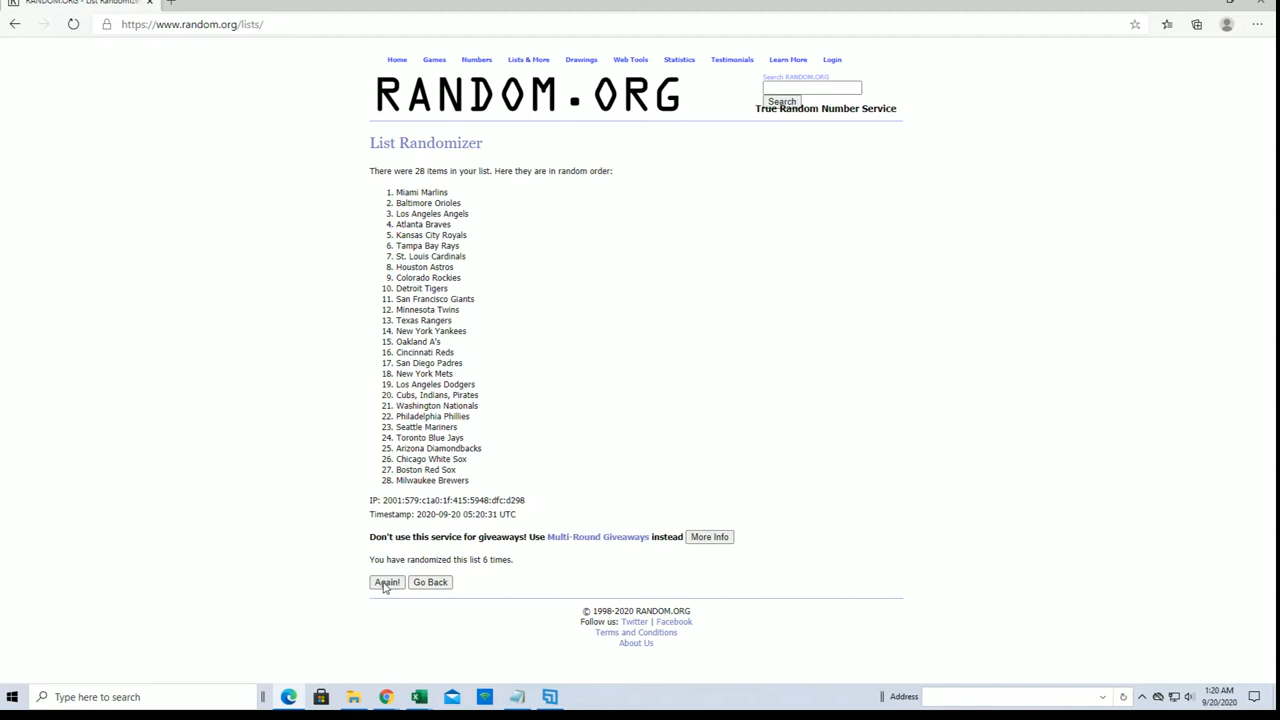 RANDOM.ORG - List Randomiz
https://www.random.org/lists/
Home Games Numbers Lists & More Drawings Web Tools Statistics Testimonials Learn More Login
Search RANDOM.ORG
RANDOM.ORG
Search
True Random Number Service
List Randomizer
There were 28 items in your list. Here they are in random order:
1. Miami Marlins
2. Baltimore Orioles
3. Los Angeles Angels
4. Atlanta Braves
5. Kansas City Royals
6. Tampa Bay Rays
7. St. Louis Cardinals
8. Houston Astros
9. Colorado Rockies
10. Detroit Tigers
11. San Francisco Giants
12. Minnesota Twins
13. Texas Rangers
14. New York Yankees
15. Oakland A's
16. Cincinnati Reds
17. San Diego Padres
18. New York Mets
19. Los Angeles Dodgers
20. Cubs, Indians, Pirates
21. Washington Nationals
22. Philadelphia Phillies
23. Seattle Mariners
24. Toronto Blue Jays
25. Arizona Diamondbacks
26. Chicago White Sox
27. Boston Red Sox
28. Milwaukee Brewers
IP: 2001:579:c1a0:1f:415:5948:dfc:d298
Timestamp: 2020-09-20 05:20:31 UTC
Don't use this service for giveaways! Use Multi-Round Giveaways instead More Info
You have randomized this list 6 times.
Again! Go Back
© 1998-2020 RANDOM.ORG
Follow us: Twitter | Facebook
Terms and Conditions
About Us
Type here to search
Address
1:20 AM
9/20/2020